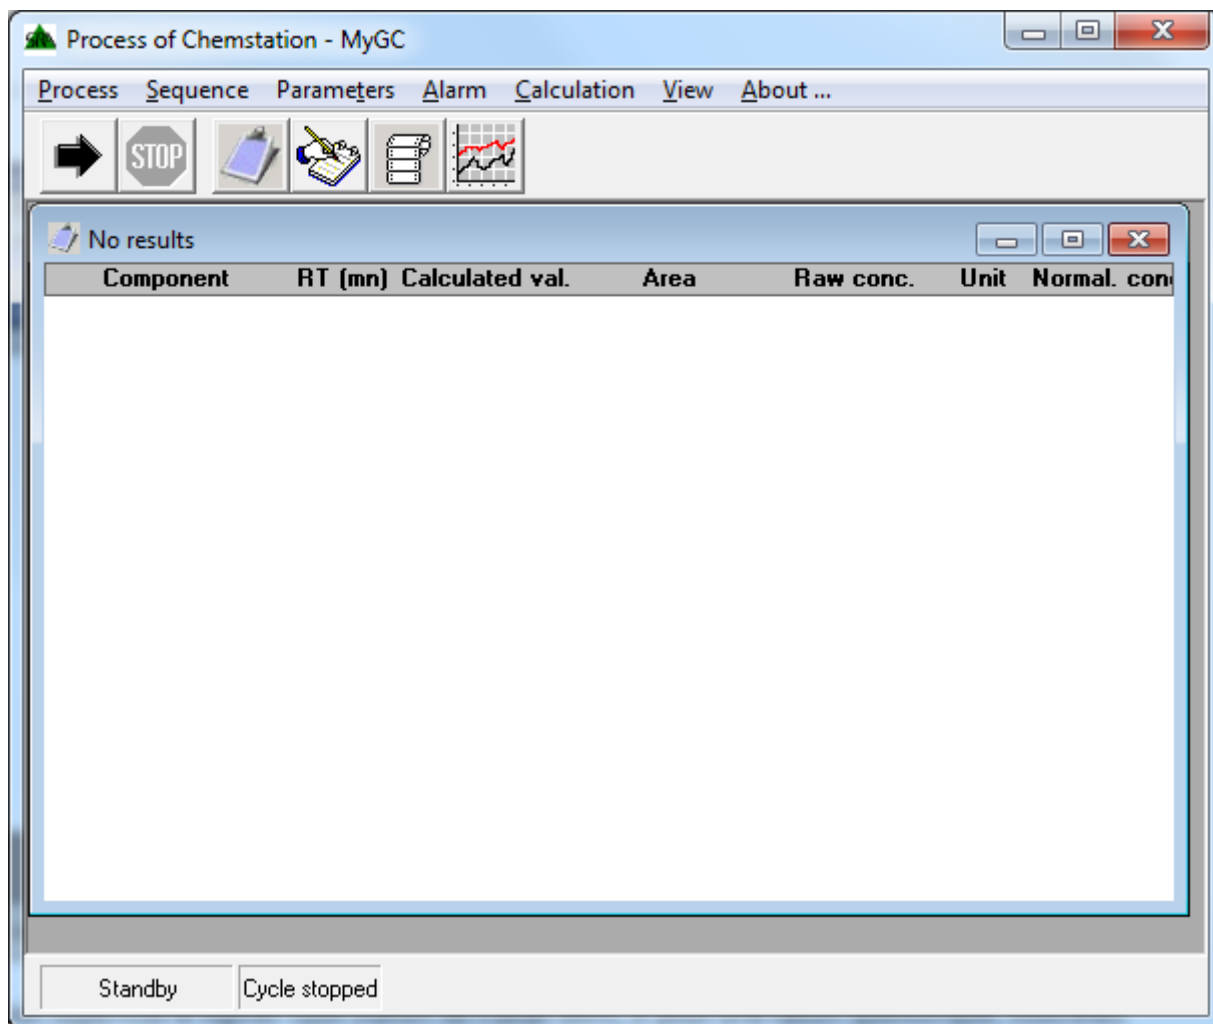 Process of Chemstation - MyGC
Process Sequence Parameters Alarm Calculation View About ...
STOP
No results
Component RT (mn) Calculated val. Area Raw conc. Unit Normal. con
Standby Cycle stopped